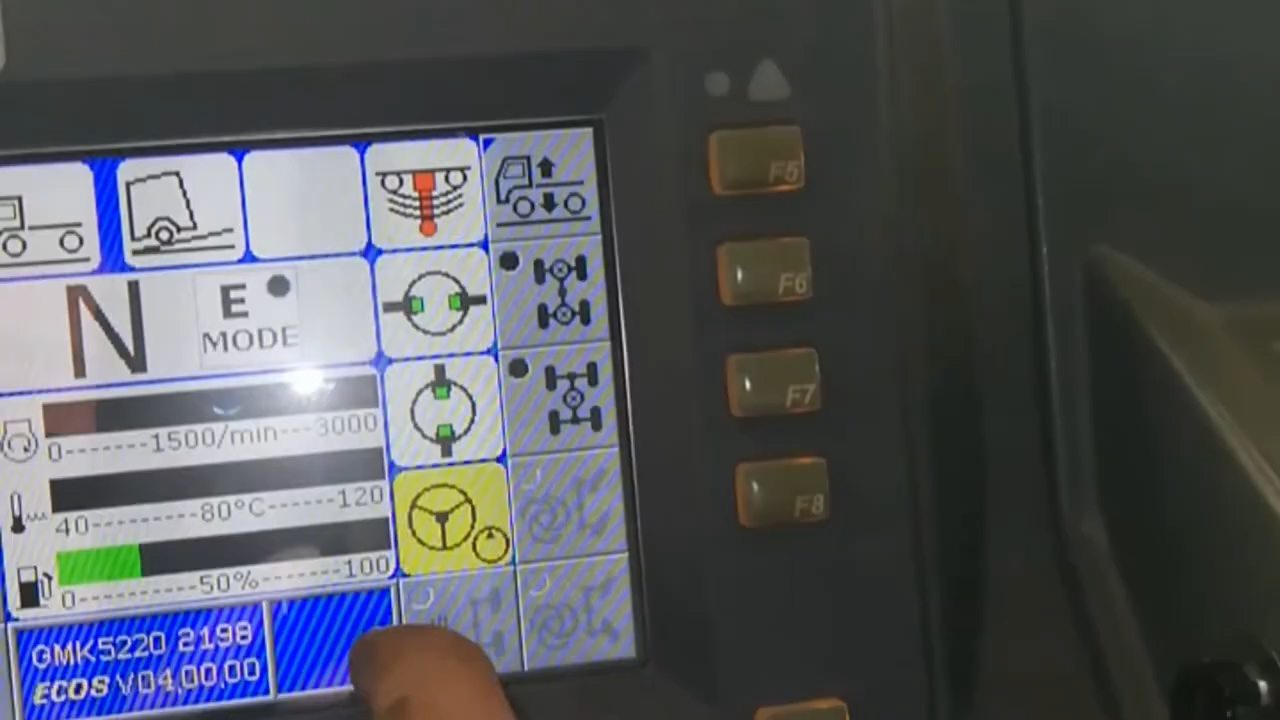 F5
F6
N E
MODE
F7
0-------1500/min---3000
40---------80°C------120
F8
0---------50%------100
GMK5220 2198
ECOS V04,00,00